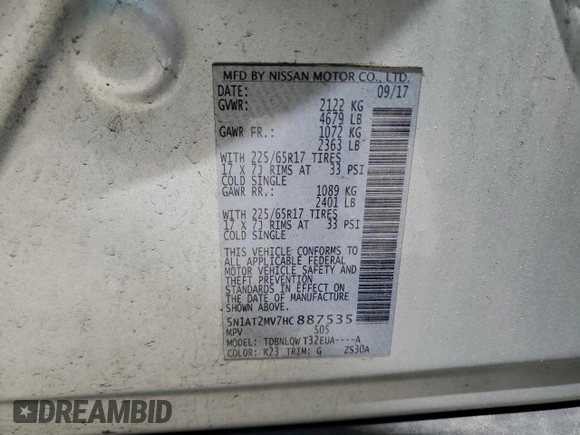 MFD BY NISSAN MOTOR CO., LTD.
DATE: 09/17
GVWR: 2122 KG
4679 LB
GAWR FR.: 1072 KG
2363 LB
WITH 225/65R17 TIRES
17 X 7J RIMS AT 33 PSI
COLD SINGLE
GAWR RR.: 1089 KG
2401 LB
WITH 225/65R17 TIRES
17 X 7J RIMS AT 33 PSI
COLD SINGLE
THIS VEHICLE CONFORMS TO
ALL APPLICABLE FEDERAL
MOTOR VEHICLE SAFETY AND
THEFT PREVENTION
STANDARDS IN EFFECT ON
THE DATE OF MANUFACTURE
SHOWN ABOVE.
5N1AT2MV7HC887535
MPV 505
MODEL: TDBNLQW T32EUA----A
COLOR: K23 TRIM: G ZS30A
DREAMBID